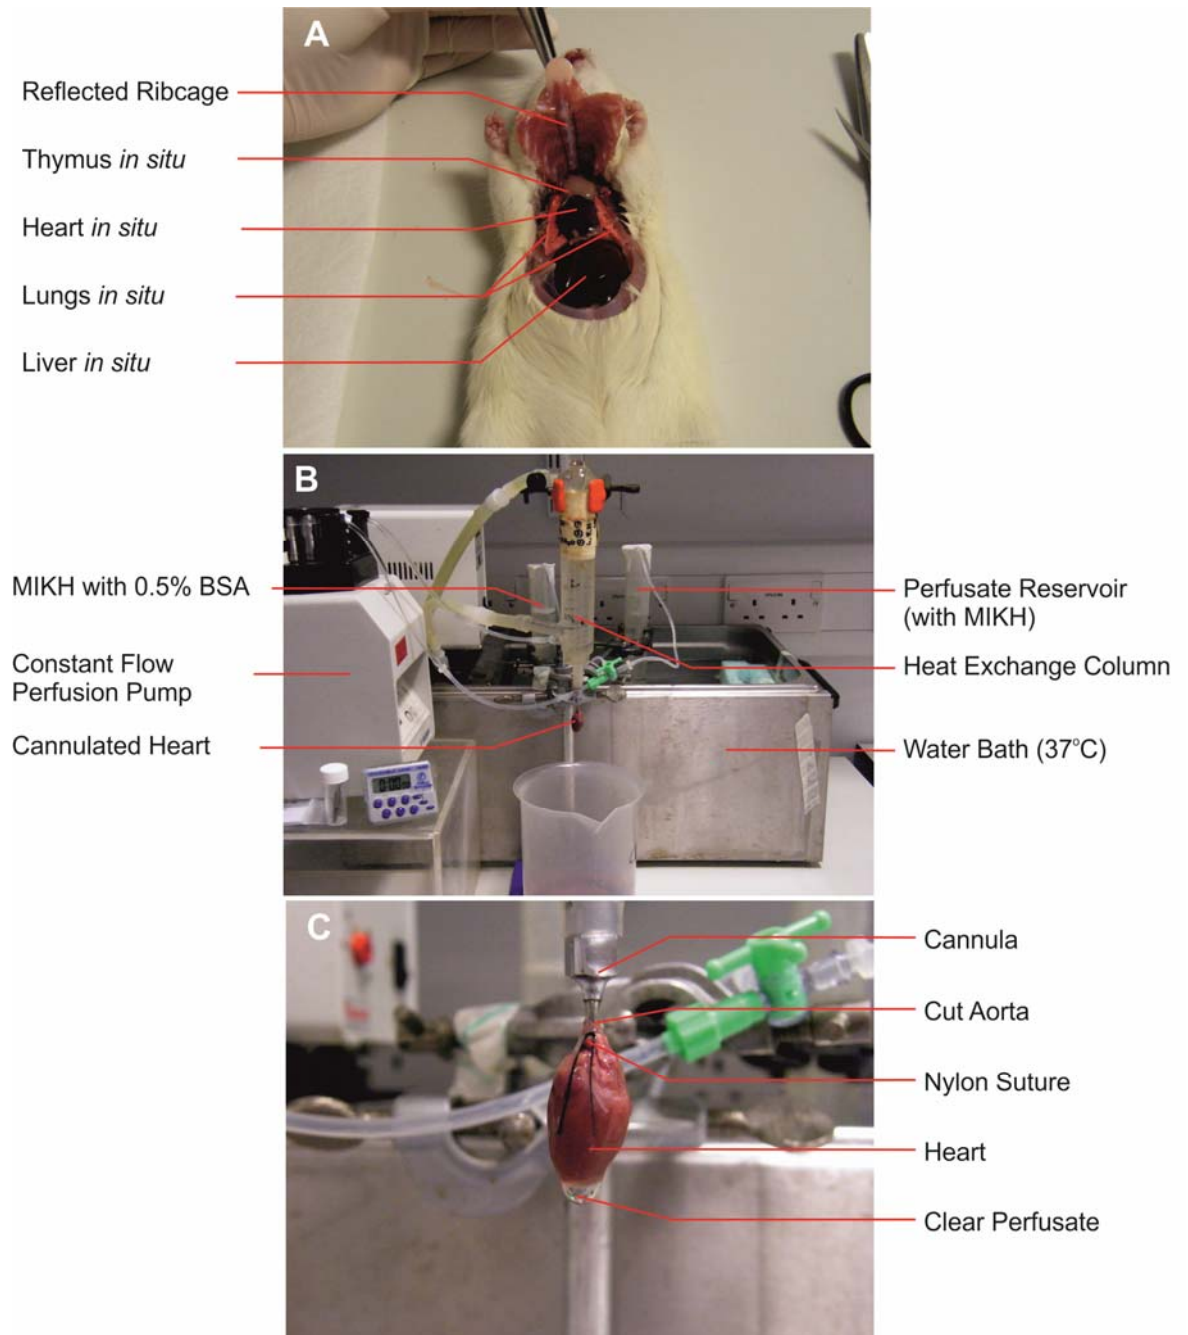 A
Reflected Ribcage
Thymus in situ
Heart in situ
Lungs in situ
Liver in situ
B
MIKH with 0.5% BSA
Constant Flow
Perfusion Pump
Cannulated Heart
Perfusate Reservoir
(with MIKH)
Heat Exchange Column
Water Bath (37°C)
C
Cannula
Cut Aorta
Nylon Suture
Heart
Clear Perfusate